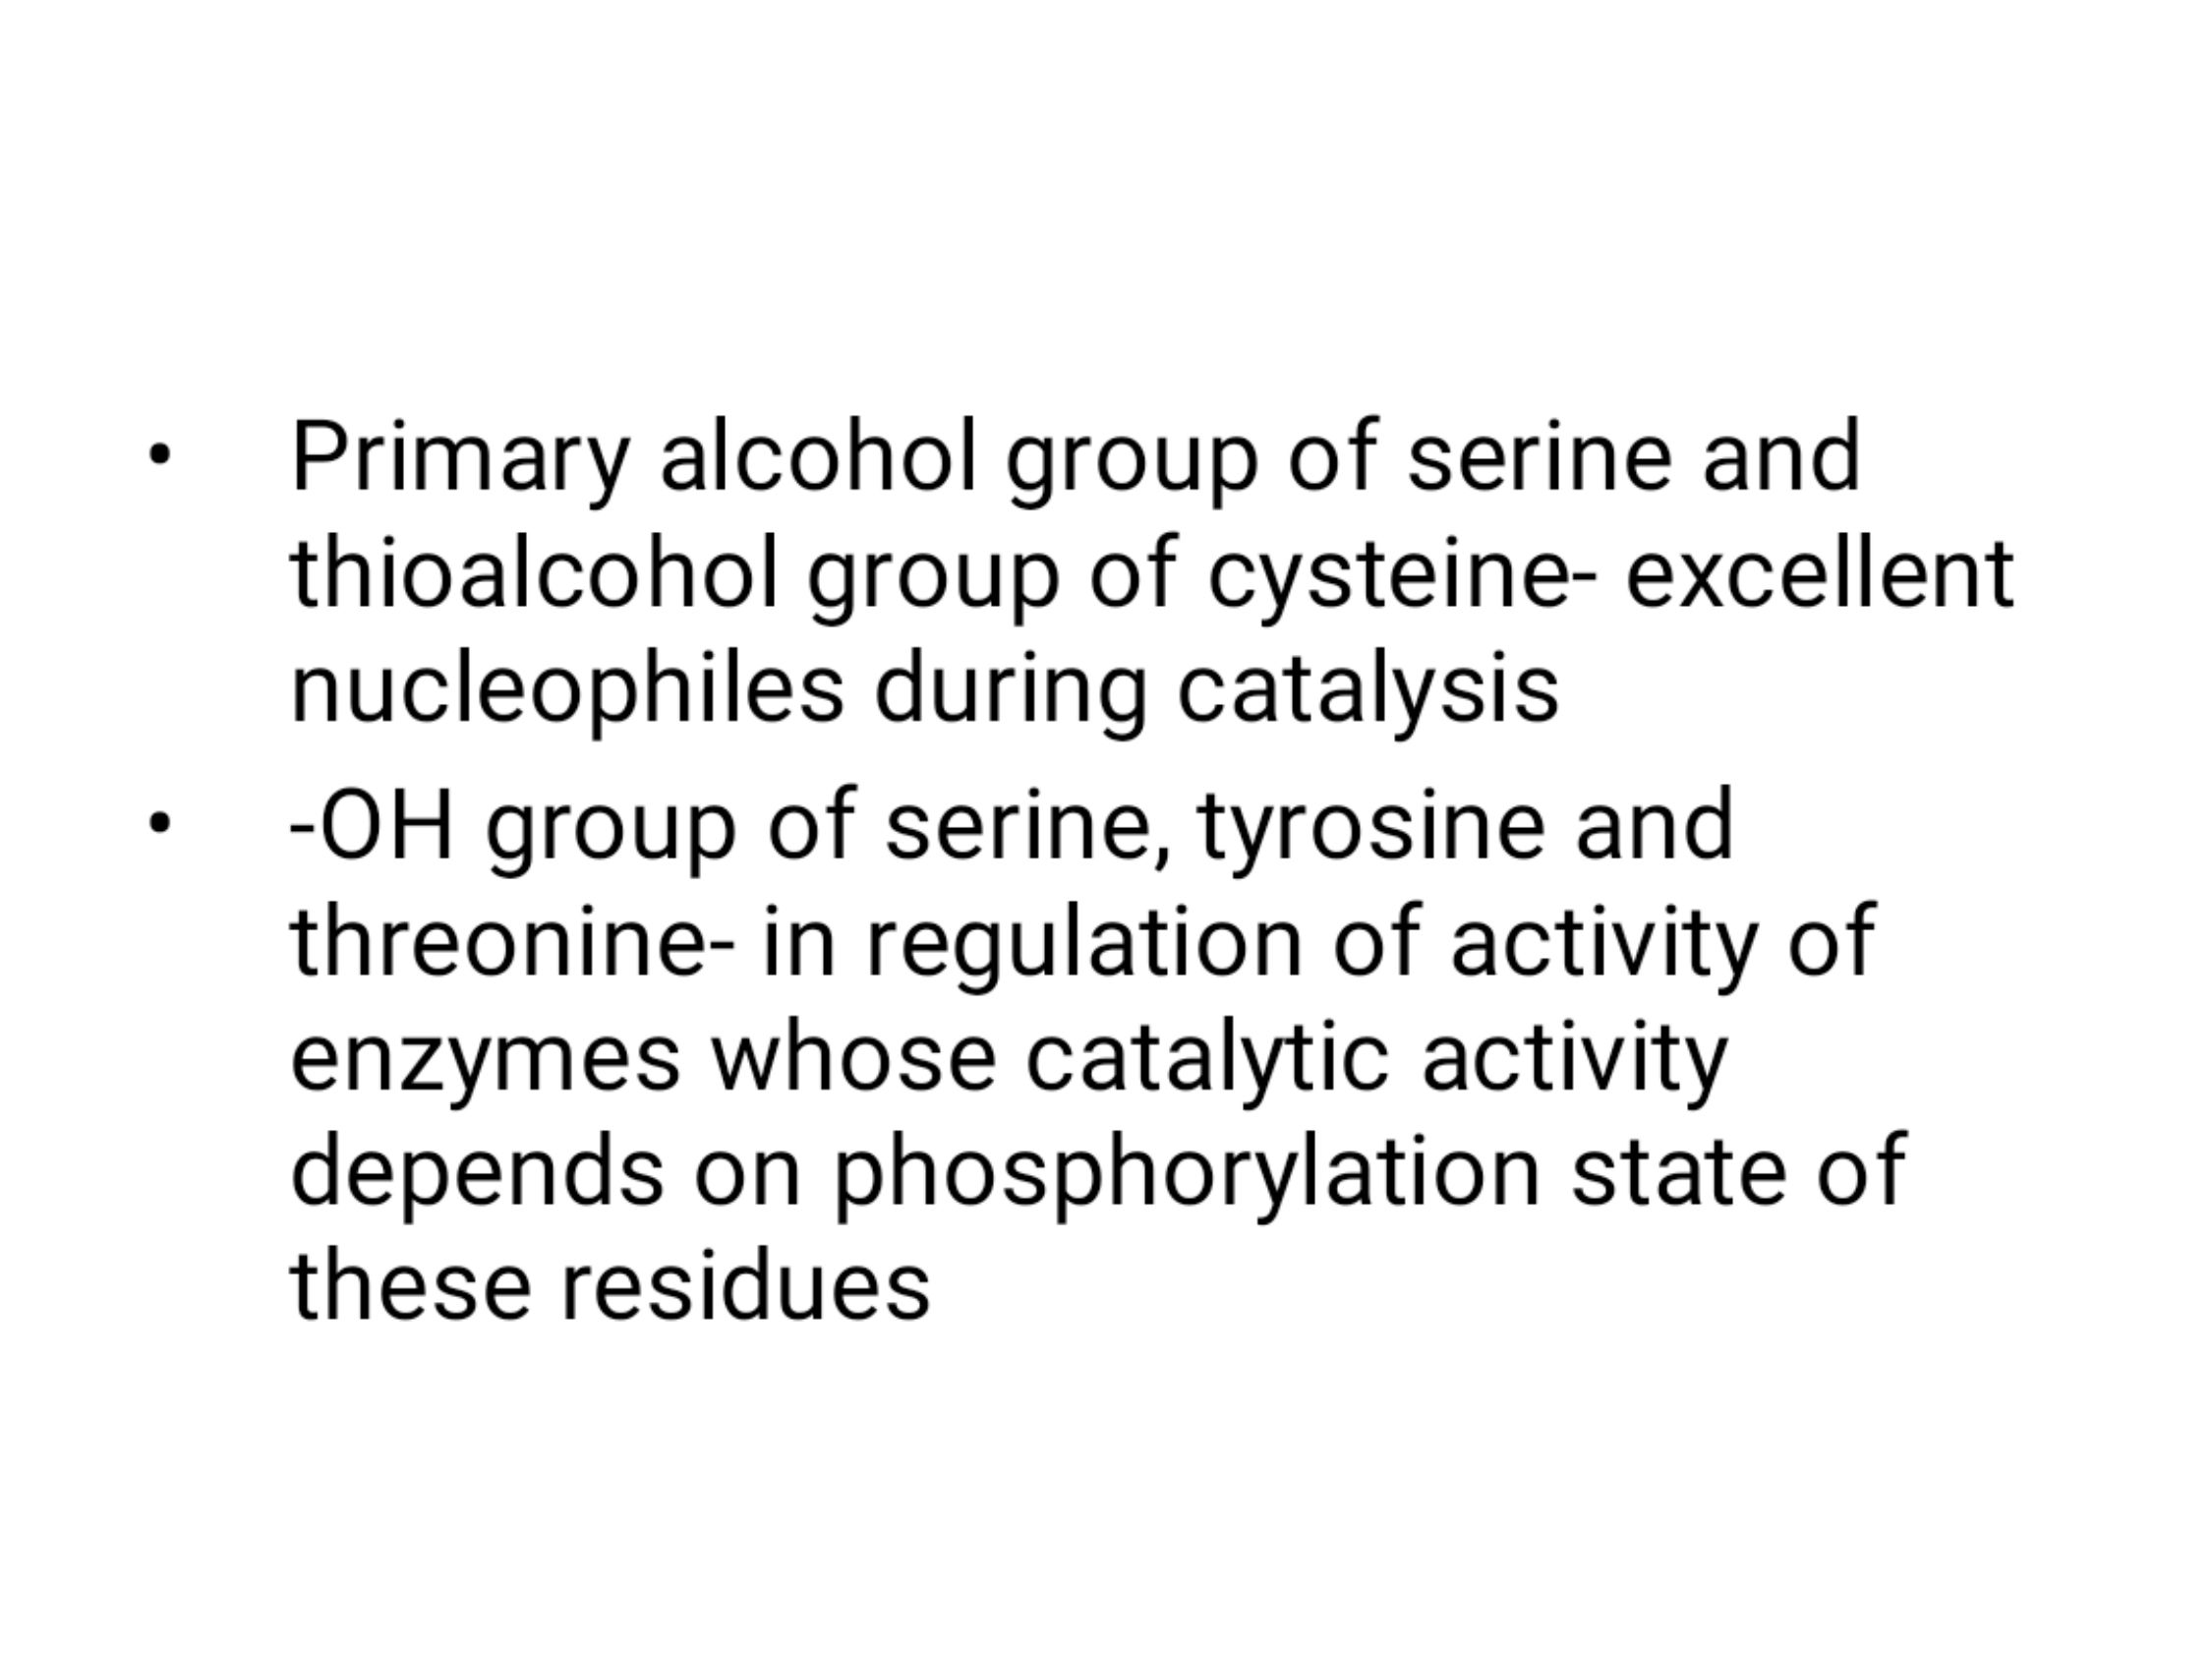 • Primary alcohol group of serine and
thioalcohol group of cysteine- excellent
nucleophiles during catalysis
• -OH group of serine, tyrosine and
threonine- in regulation of activity of
enzymes whose catalytic activity
depends on phosphorylation state of
these residues